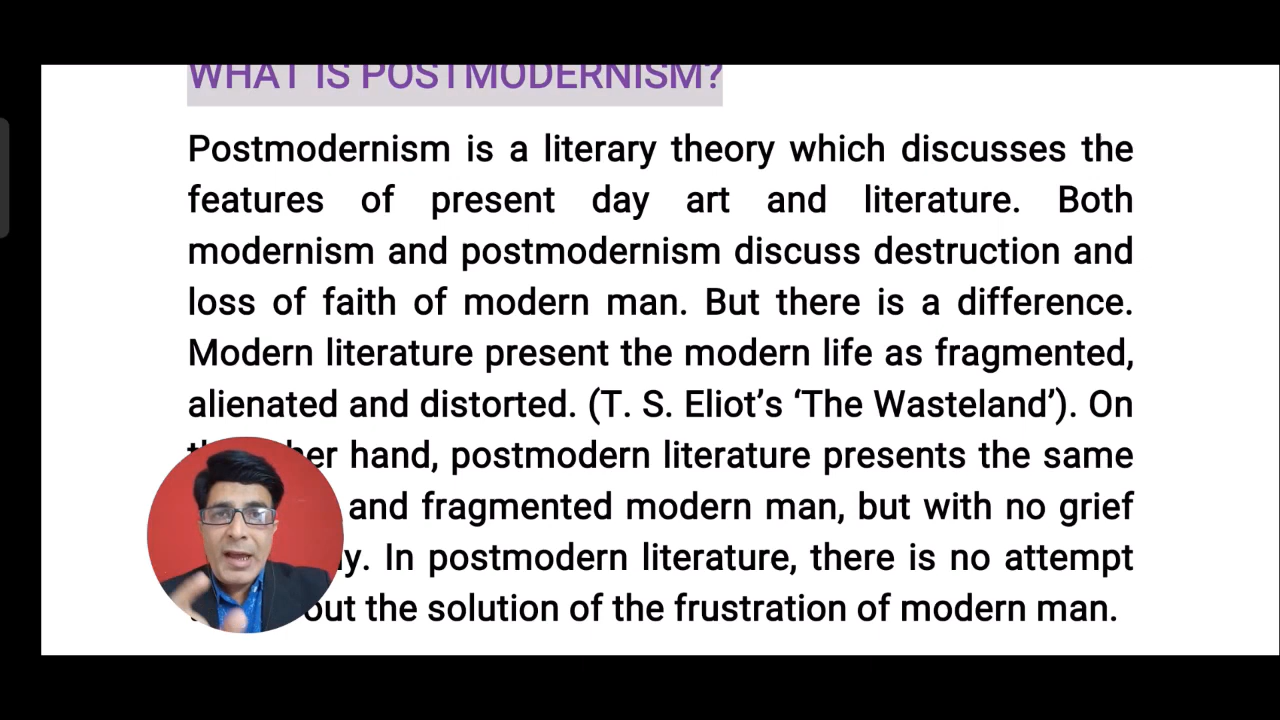 WHAT IS POSTMODERNISM?
Postmodernism is a literary theory which discusses the
features of present day art and literature. Both
modernism and postmodernism discuss destruction and
loss of faith of modern man. But there is a difference.
Modern literature present the modern life as fragmented,
alienated and distorted. (T. S. Eliot’s ‘The Wasteland’). On
hand, postmodern literature presents the same
and fragmented modern man, but with no grief
In postmodern literature, there is no attempt
out the solution of the frustration of modern man.